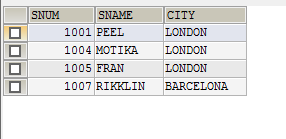 SNUM SNAME CITY
1001 PEEL LONDON
1004 MOTIKA LONDON
1005 FRAN LONDON
1007 RIKKLIN BARCELONA